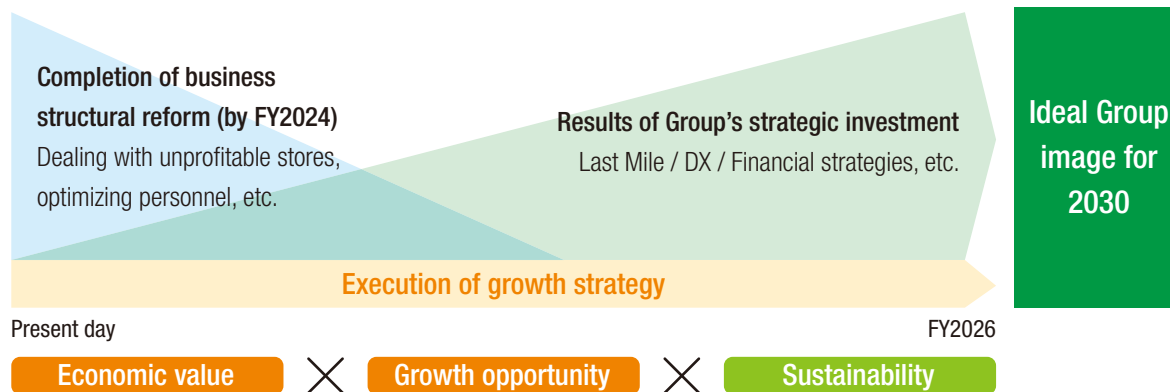 Completion of business
structural reform (by FY2024)
Dealing with unprofitable stores,
optimizing personnel, etc.
Results of Group’s strategic investment
Last Mile / DX / Financial strategies, etc.
Ideal Group
image for
2030
Execution of growth strategy
Present day
FY2026
Economic value
Growth opportunity
Sustainability